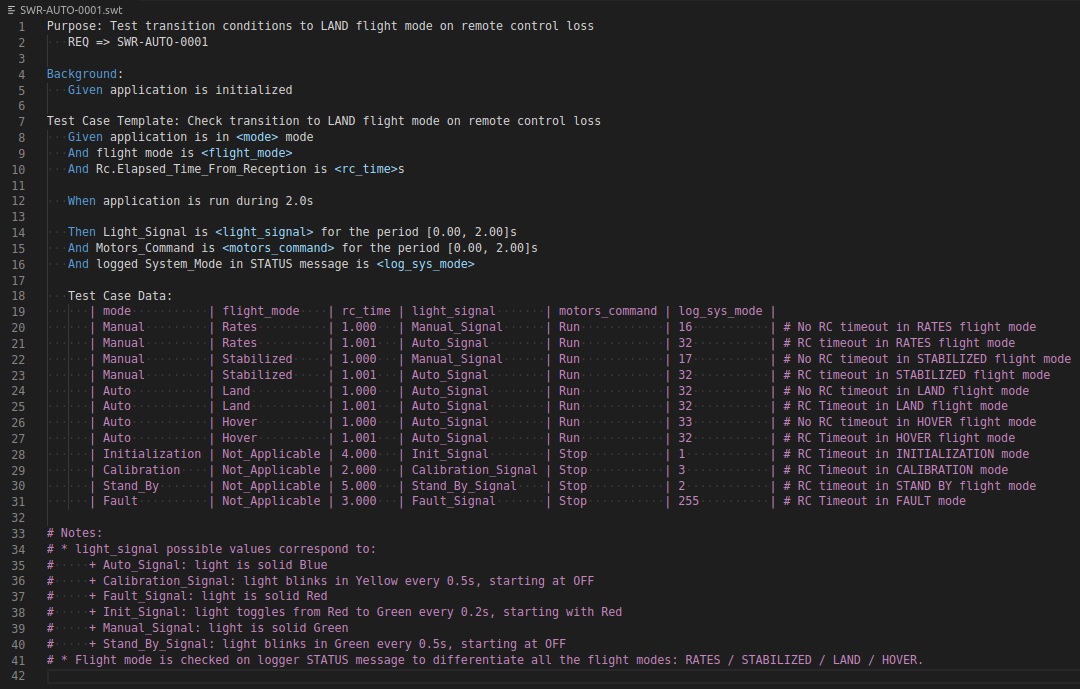 SWR-AUTO-0001.swt
1 Purpose: Test transition conditions to LAND flight mode on remote control loss
2 REQ => SWR-AUTO-0001
3
4 Background:
5 Given application is initialized
6
7 Test Case Template: Check transition to LAND flight mode on remote control loss
8 Given application is in <mode> mode
9 And flight mode is <flight_mode>
10 And Rc.Elapsed_Time_From_Reception is <rc_time>s
11
12 When application is run during 2.0s
13
14 Then Light_Signal is <light_signal> for the period [0.00, 2.00]s
15 And Motors_Command is <motors_command> for the period [0.00, 2.00]s
16 And logged System_Mode in STATUS message is <log_sys_mode>
17
18 Test Case Data:
19 | mode | flight_mode | rc_time | light_signal | motors_command | log_sys_mode |
20 | Manual | Rates | 1.000 | Manual_Signal | Run | 16 | # No RC timeout in RATES flight mode
21 | Manual | Rates | 1.001 | Auto_Signal | Run | 32 | # RC timeout in RATES flight mode
22 | Manual | Stabilized | 1.000 | Manual_Signal | Run | 17 | # No RC timeout in STABILIZED flight mode
23 | Manual | Stabilized | 1.001 | Auto_Signal | Run | 32 | # RC timeout in STABILIZED flight mode
24 | Auto | Land | 1.000 | Auto_Signal | Run | 32 | # No RC timeout in LAND flight mode
25 | Auto | Land | 1.001 | Auto_Signal | Run | 32 | # RC Timeout in LAND flight mode
26 | Auto | Hover | 1.000 | Auto_Signal | Run | 33 | # No RC timeout in HOVER flight mode
27 | Auto | Hover | 1.001 | Auto_Signal | Run | 32 | # RC Timeout in HOVER flight mode
28 | Initialization | Not_Applicable | 4.000 | Init_Signal | Stop | 1 | # RC Timeout in INITIALIZATION mode
29 | Calibration | Not_Applicable | 2.000 | Calibration_Signal | Stop | 3 | # RC Timeout in CALIBRATION mode
30 | Stand_By | Not_Applicable | 5.000 | Stand_By_Signal | Stop | 2 | # RC timeout in STAND BY flight mode
31 | Fault | Not_Applicable | 3.000 | Fault_Signal | Stop | 255 | # RC Timeout in FAULT mode
32
33 # Notes:
34 # * light_signal possible values correspond to:
35 # + Auto_Signal: light is solid Blue
36 # + Calibration_Signal: light blinks in Yellow every 0.5s, starting at OFF
37 # + Fault_Signal: light is solid Red
38 # + Init_Signal: light toggles from Red to Green every 0.2s, starting with Red
39 # + Manual_Signal: light is solid Green
40 # + Stand_By_Signal: light blinks in Green every 0.5s, starting at OFF
41 # * Flight mode is checked on logger STATUS message to differentiate all the flight modes: RATES / STABILIZED / LAND / HOVER.
42